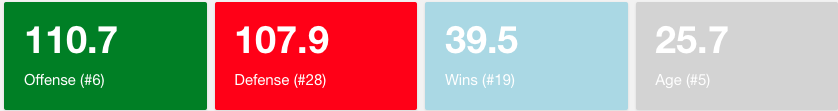 110.7
Offense (#6)
107.9
Defense (#28)
39.5
Wins (#19)
25.7
Age (#5)